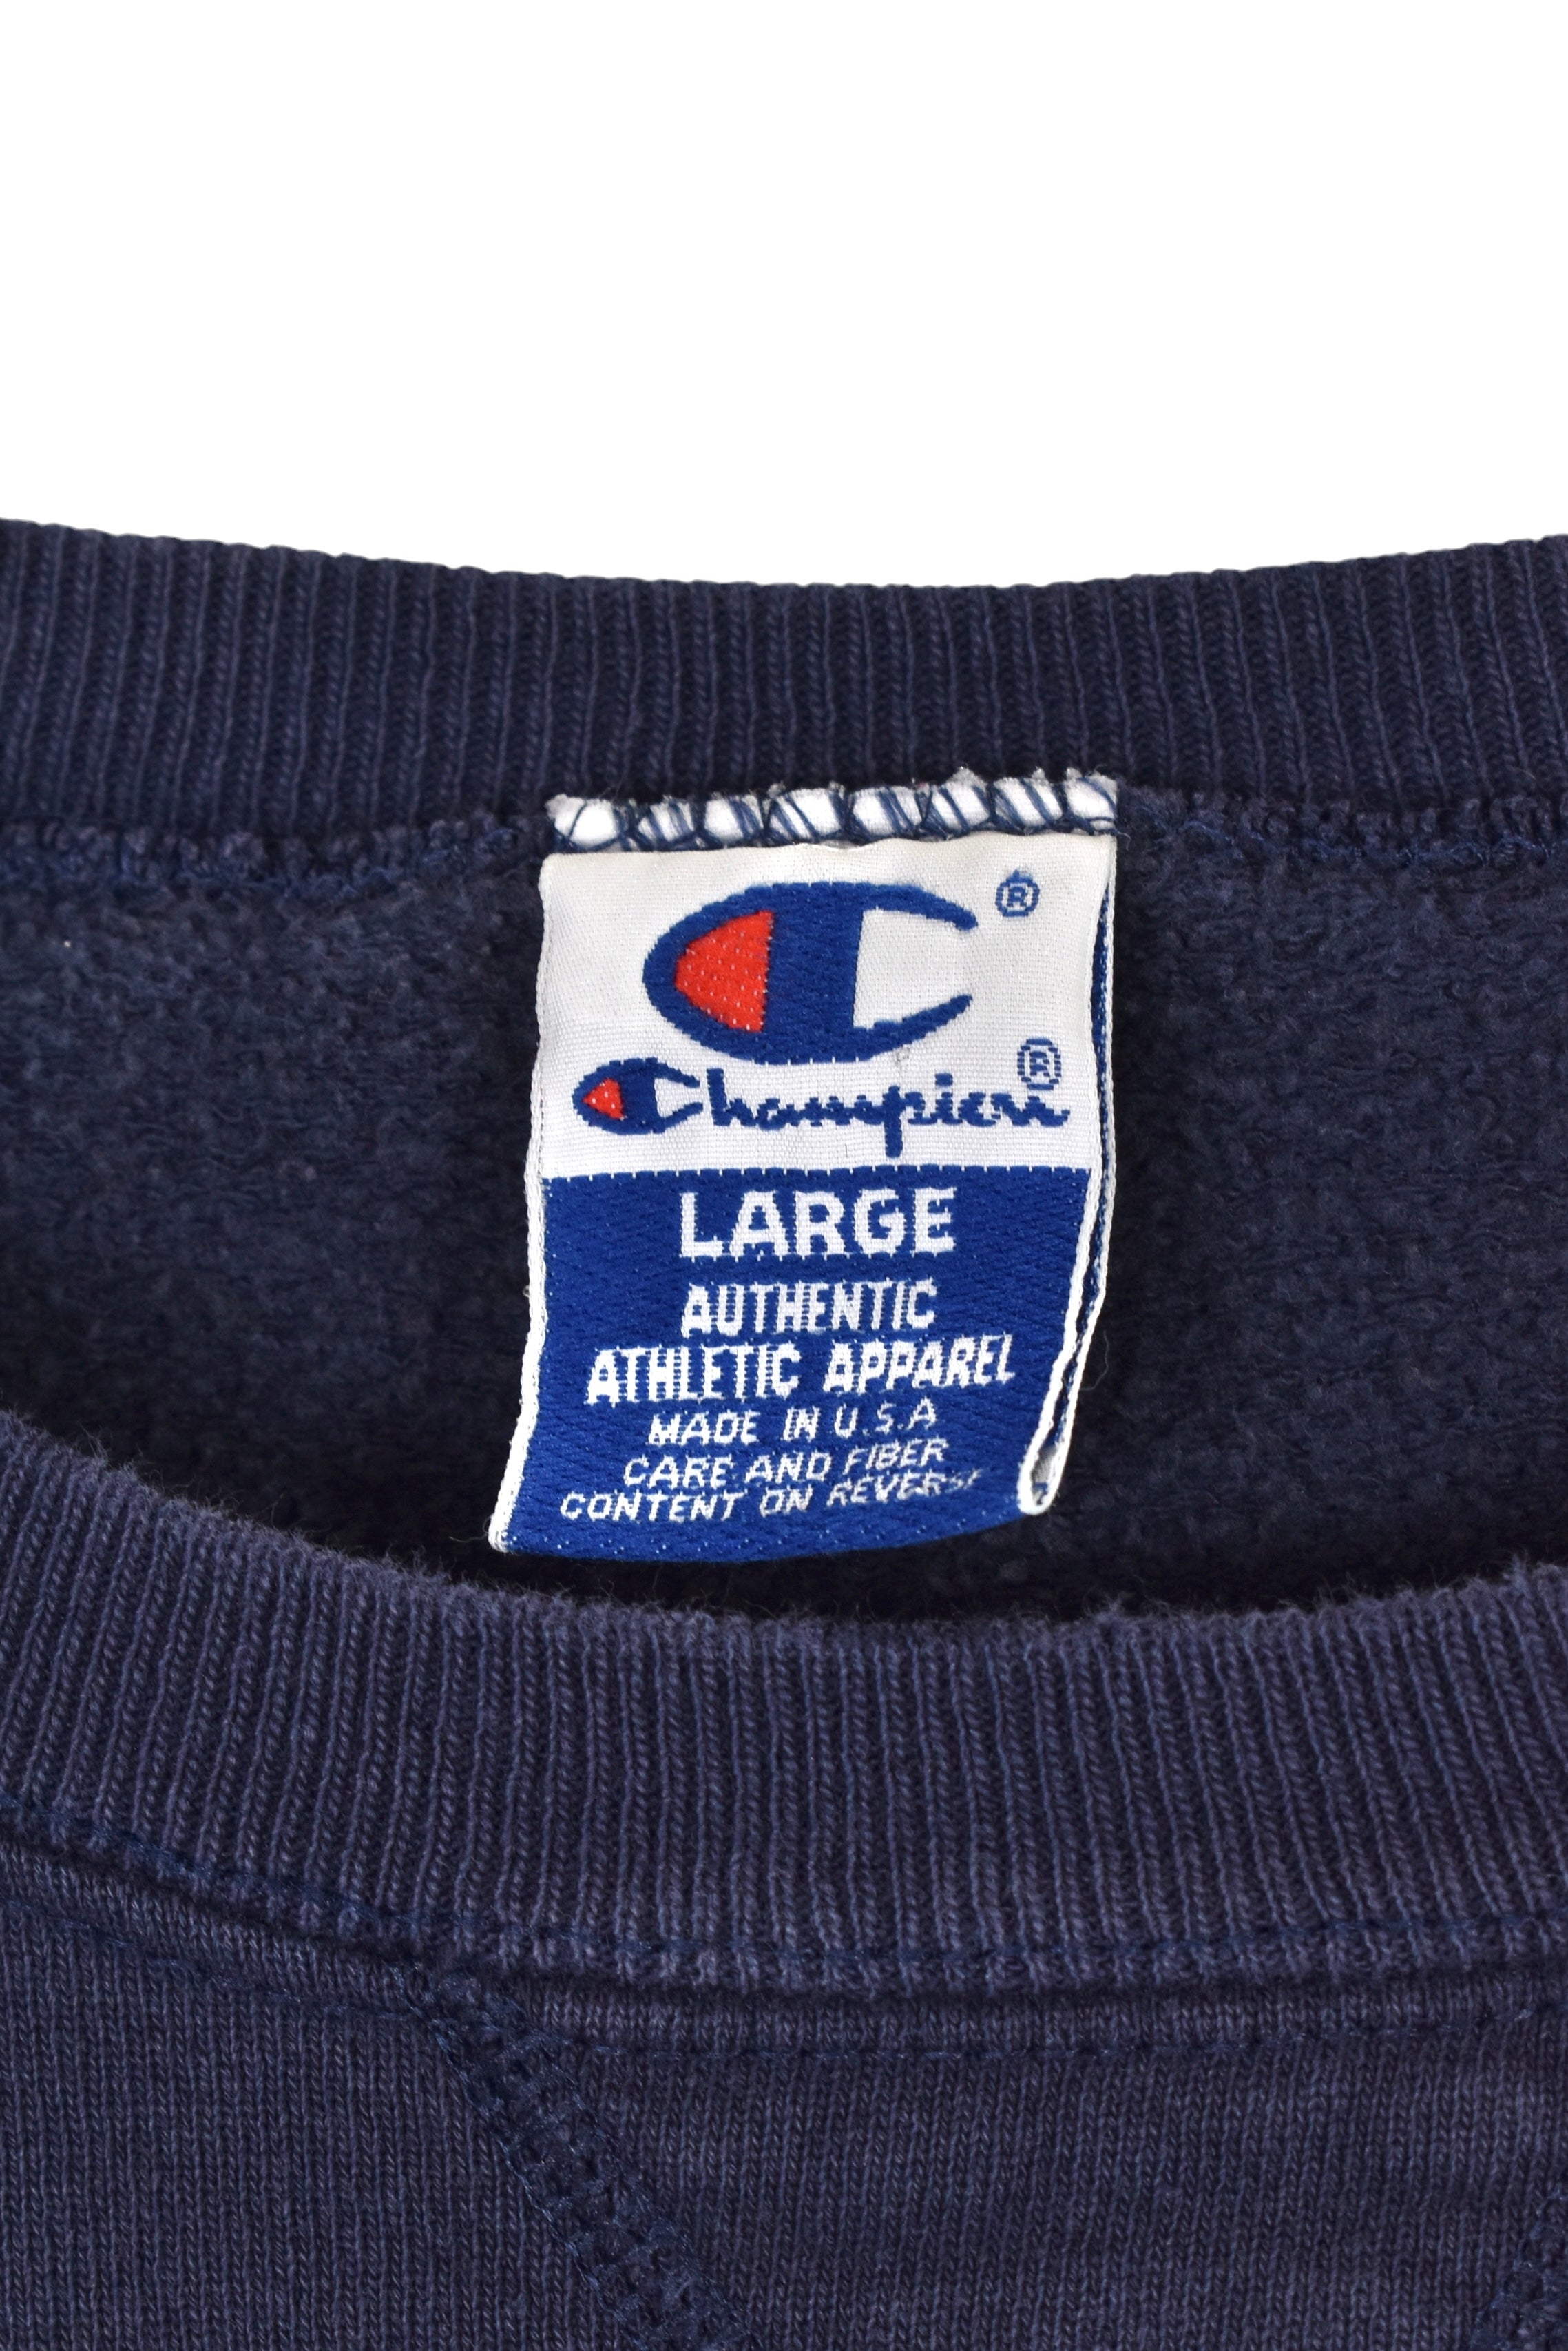 ®
Champion®
LARGE
AUTHENTIC
ATHLETIC APPAREL
MADE IN U.S.A
CARE AND FIBER
CONTENT ON REVERSE